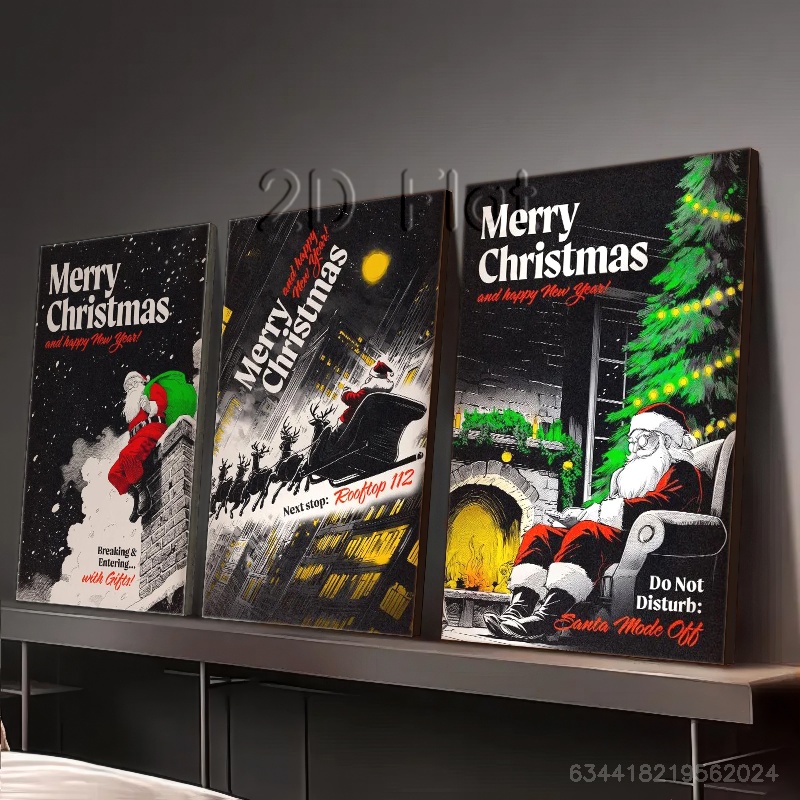 2D Flat
Merry
Christmas
and happy New Year!
Breaking &
Entering...
with Gifts!
and happy
New Year!
Merry
Christmas
Next stop: Rooftop 112
Merry
Christmas
and happy New Year!
Do Not
Disturb:
Santa Mode Off
634418219562024